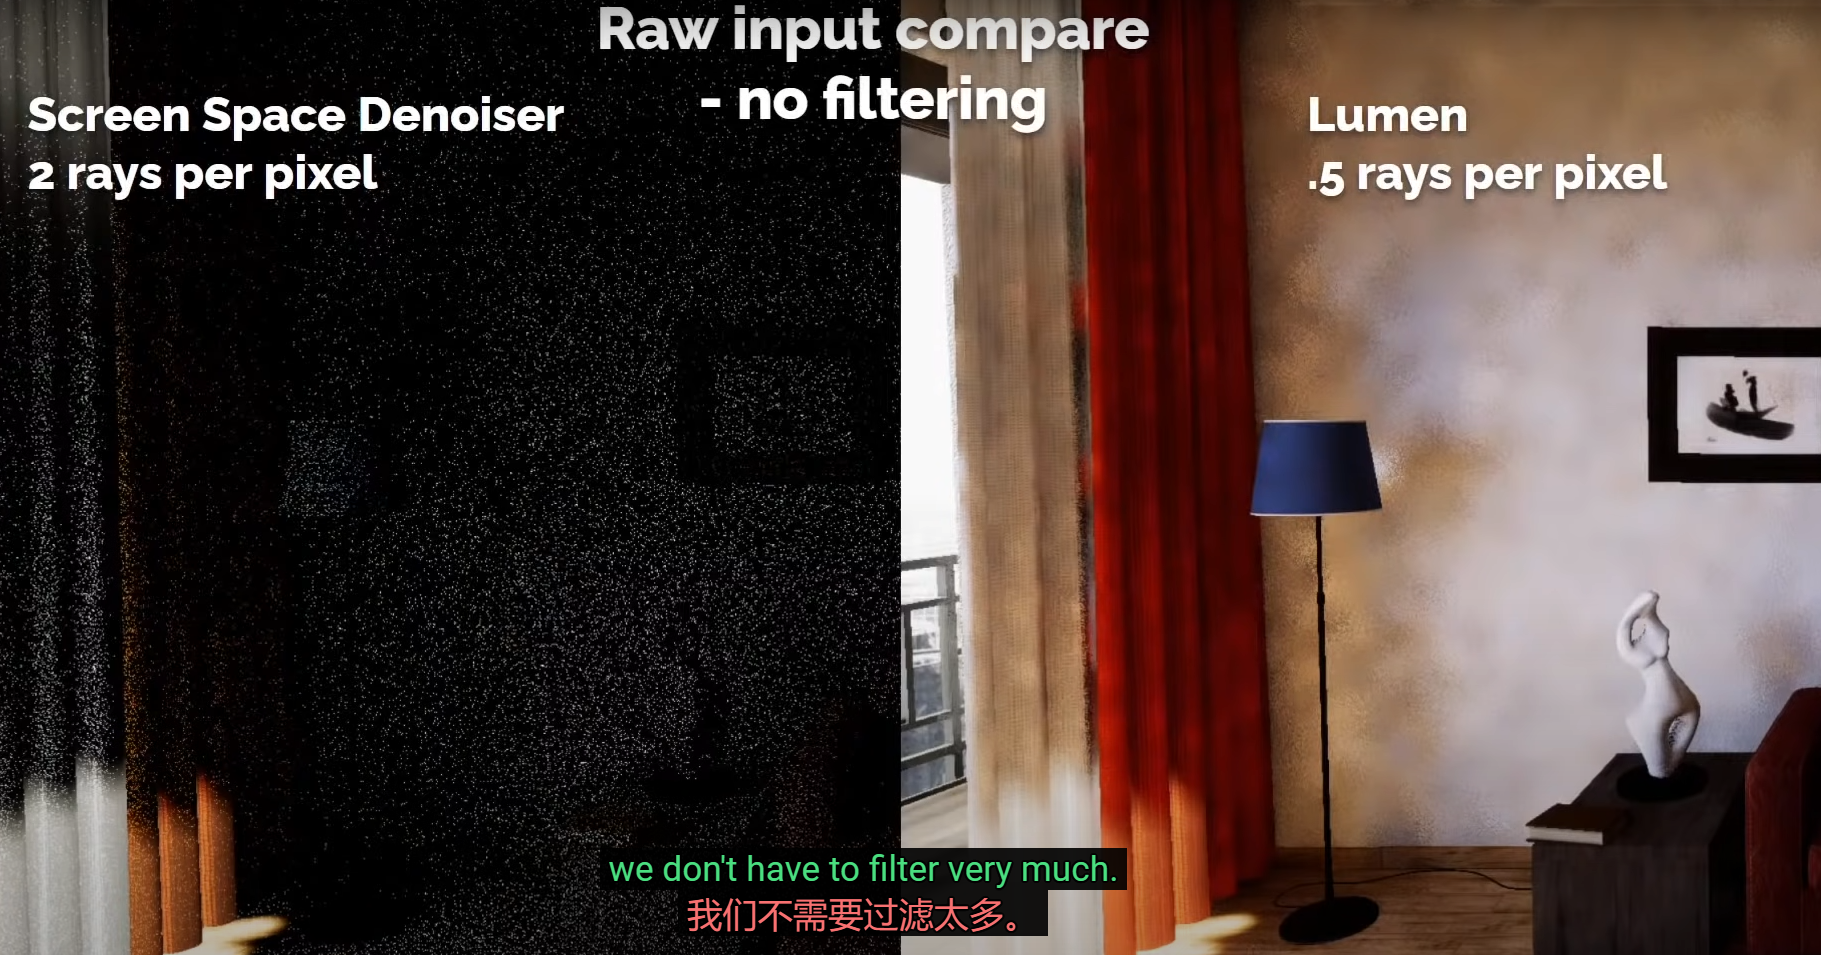 Raw input compare
- no filtering
Screen Space Denoiser
2 rays per pixel
Lumen
.5 rays per pixel
we don't have to filter very much.
我们不需要过滤太多。